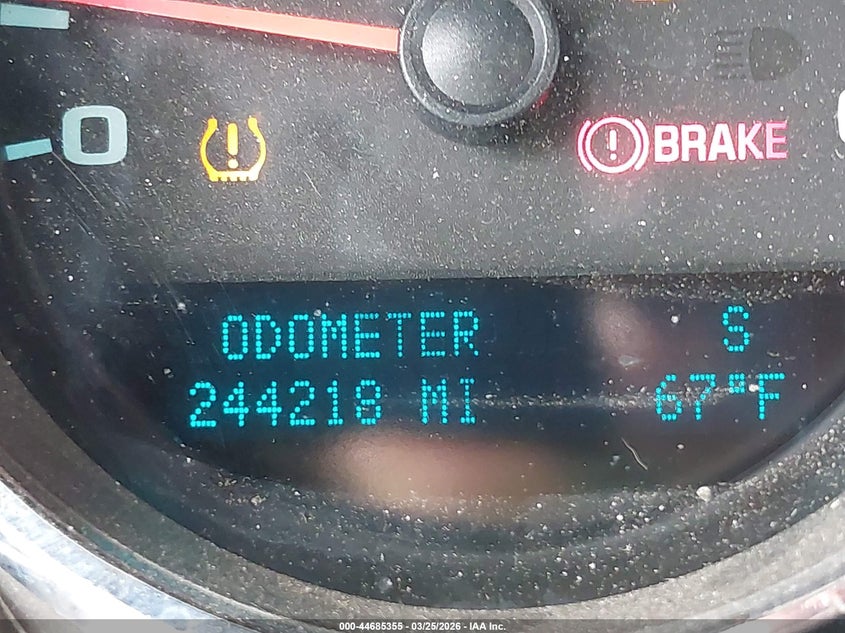 0
BRAKE
ODOMETER S
244218 MI 67°F
000-44685355 - 03/25/2026 - IAA Inc.